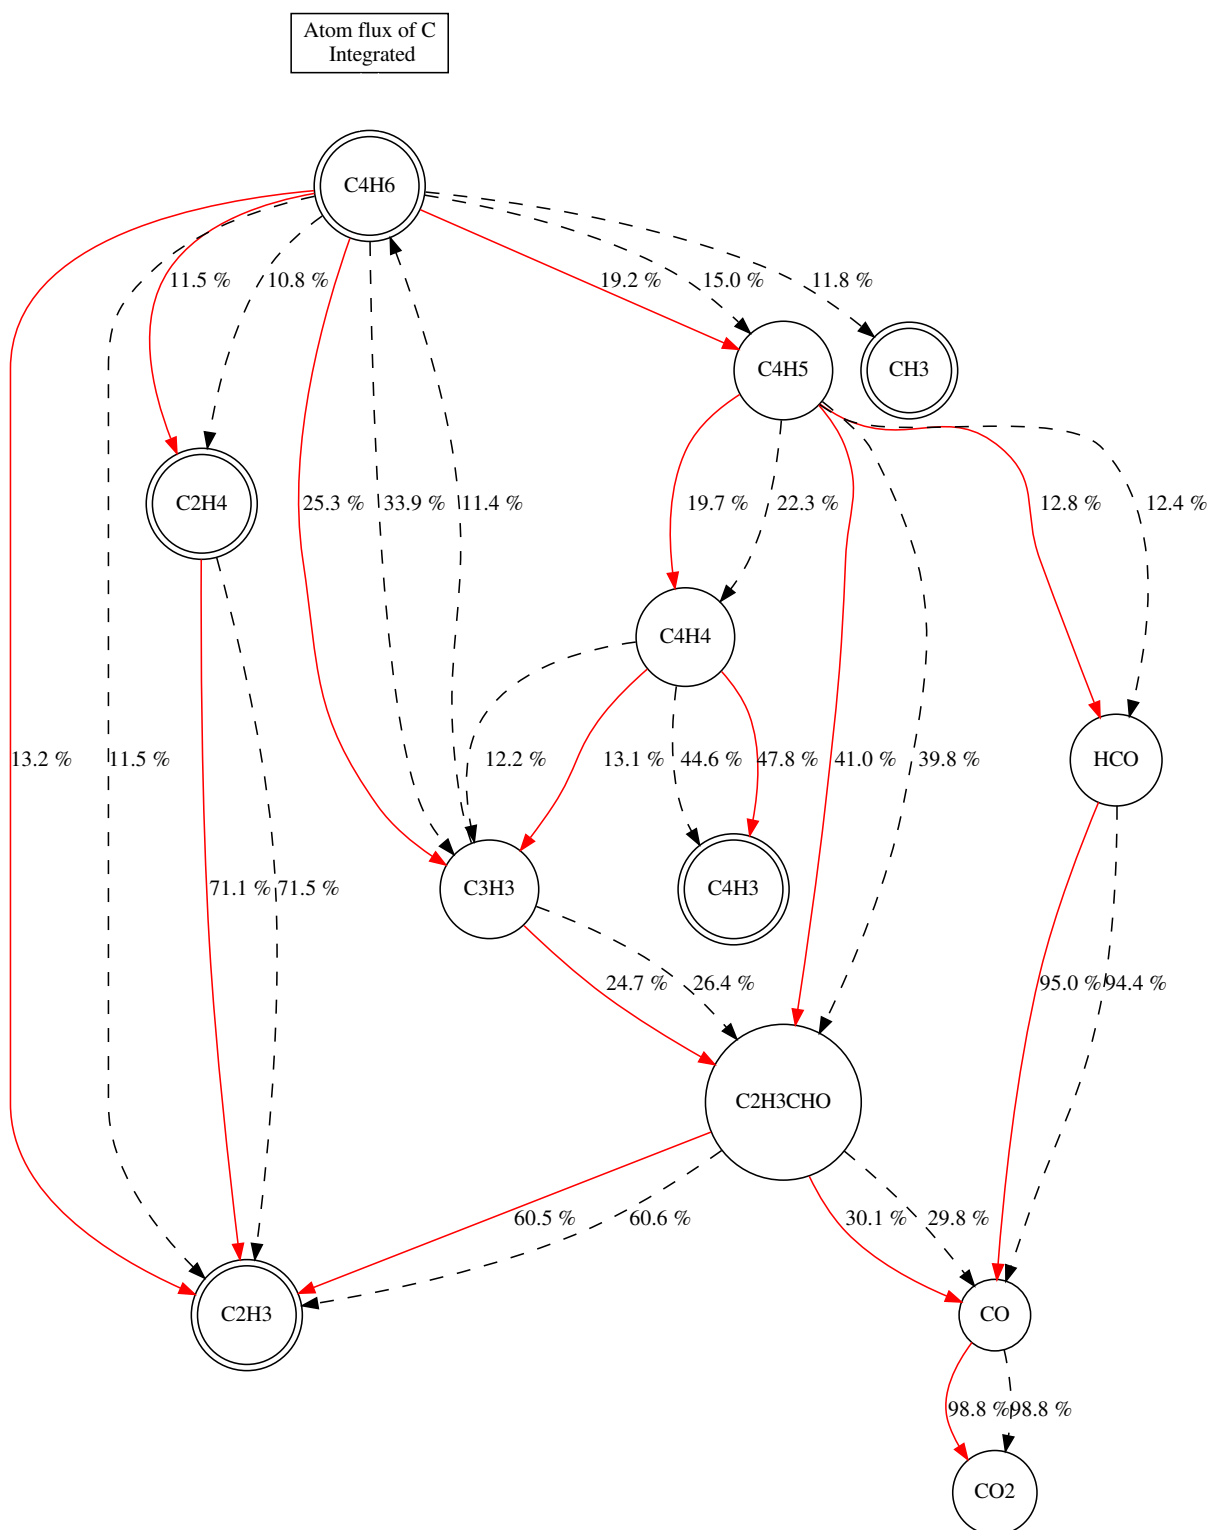 Atom flux of C
Integrated
C4H6
11.5 %
10.8 %
19.2 %
15.0 %
11.8 %
C4H5
CH3
C2H4
25.3 %
33.9 %
11.4 %
19.7 %
22.3 %
12.8 %
12.4 %
C4H4
13.2 %
11.5 %
12.2 %
13.1 %
44.6 %
47.8 %
41.0 %
39.8 %
HCO
71.1 %
71.5 %
C3H3
C4H3
24.7 %
26.4 %
95.0 %
94.4 %
C2H3CHO
60.5 %
60.6 %
30.1 %
29.8 %
C2H3
CO
98.8 %
98.8 %
CO2